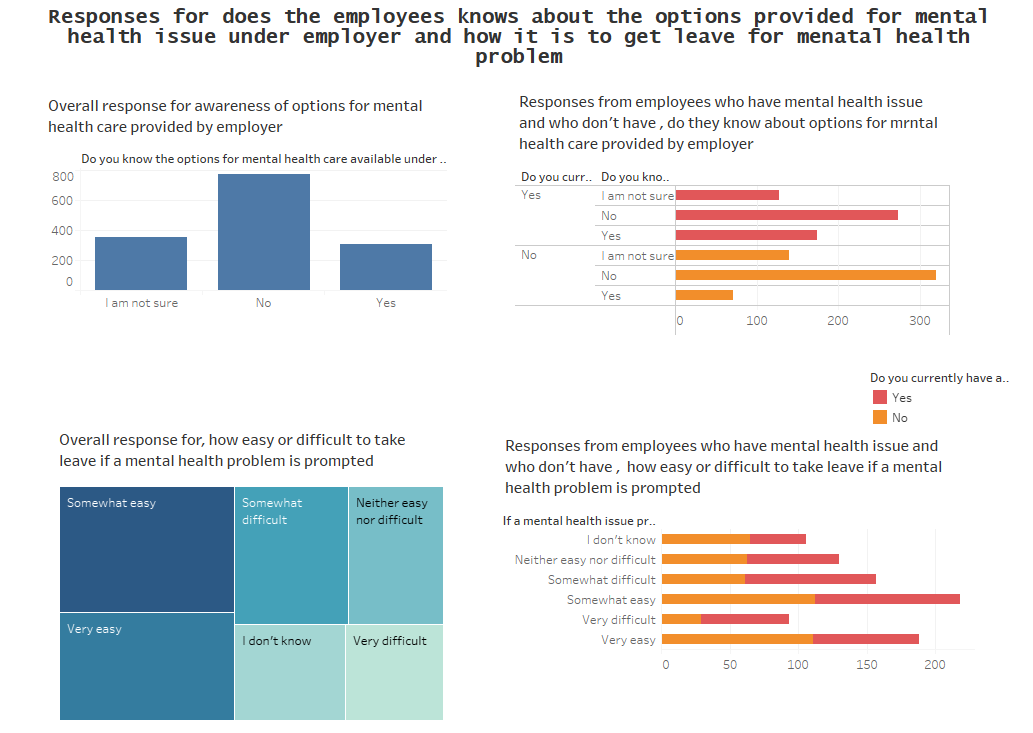 Responses for does the employees knows about the options provided for mental
health issue under employer and how it is to get leave for menatal health
problem
Overall response for awareness of options for mental
health care provided by employer
Do you know the options for mental health care available under ..
800
600
400
200
0
I am not sure
No
Yes
Responses from employees who have mental health issue
and who don't have , do they know about options for mrntal
health care provided by employer
Do you curr.. Do you kno..
Yes
I am not sure
No
Yes
No
I am not sure
No
Yes
0 100 200 300
Do you currently have a..
Yes
No
Overall response for, how easy or difficult to take
leave if a mental health problem is prompted
Somewhat easy
Somewhat
difficult
Neither easy
nor difficult
Very easy
I don't know
Very difficult
Responses from employees who have mental health issue and
who don't have , how easy or difficult to take leave if a mental
health problem is prompted
If a mental health issue pr..
I don't know
Neither easy nor difficult
Somewhat difficult
Somewhat easy
Very difficult
Very easy
0 50 100 150 200